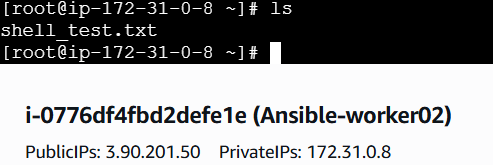 [root@ip-172-31-0-8 ~]# ls
shell_test.txt
[root@ip-172-31-0-8 ~]#
i-0776df4fbd2defe1e (Ansible-worker02)
PublicIPs: 3.90.201.50 PrivateIPs: 172.31.0.8